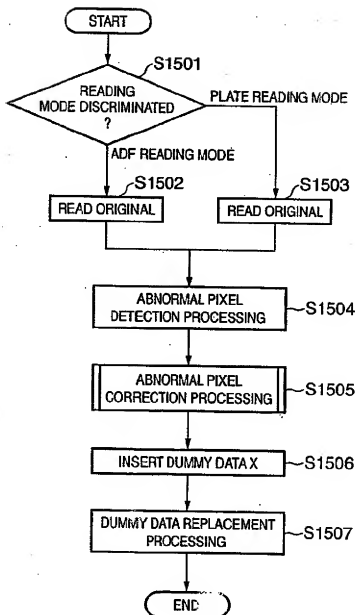 START
S1501
READING
MODE DISCRIMINATED
?
PLATE READING MODE
ADF READING MODE
S1502
S1503
READ ORIGINAL
READ ORIGINAL
ABNORMAL PIXEL
DETECTION PROCESSING
S1504
ABNORMAL PIXEL
CORRECTION PROCESSING
S1505
INSERT DUMMY DATA X
S1506
DUMMY DATA REPLACEMENT
PROCESSING
S1507
END